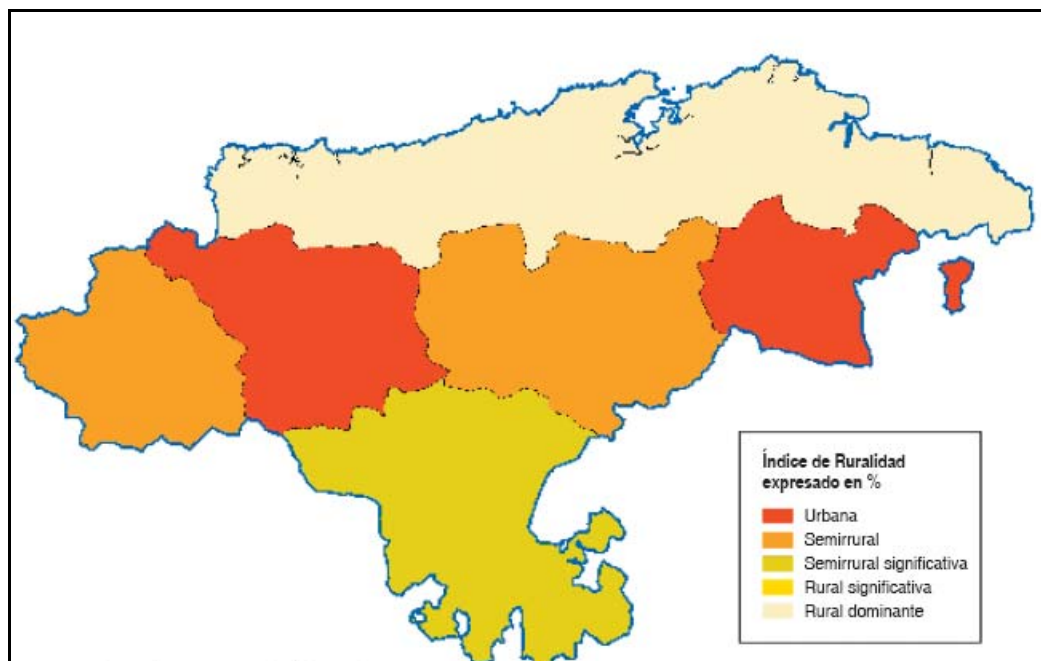 Índice de Ruralidad
expresado en %
Urbana
Semirrural
Semirrural significativa
Rural significativa
Rural dominante